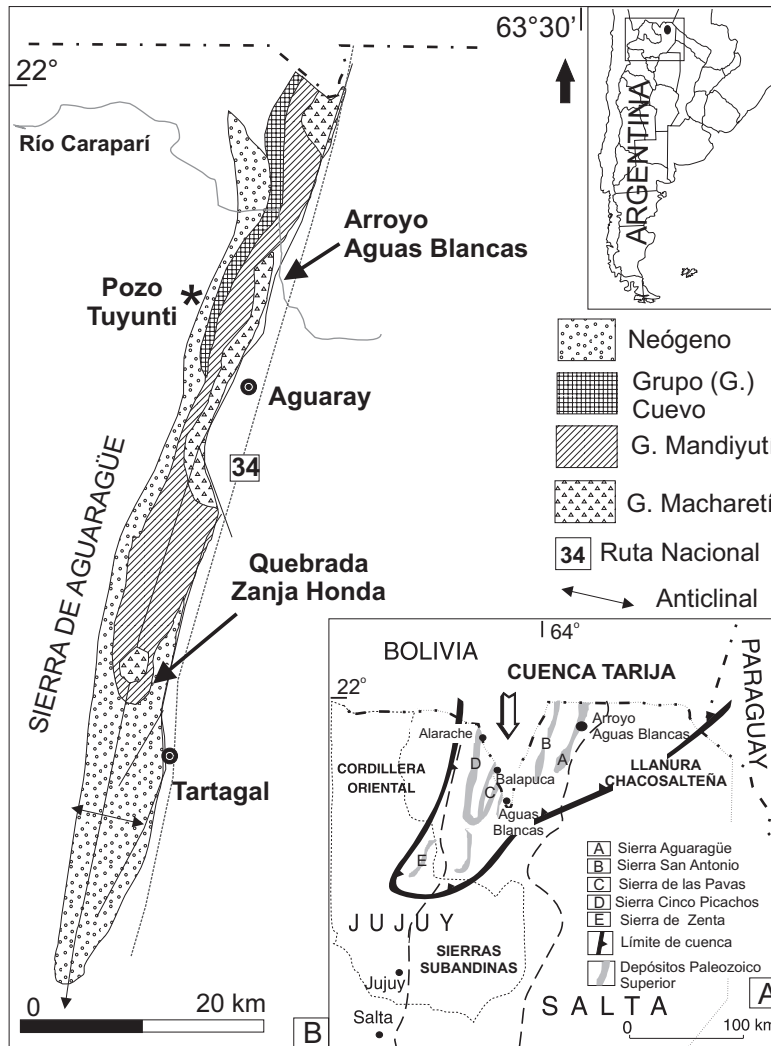 63°30'
22°
Río Caraparí
Arroyo
Aguas Blancas
Pozo
Tuyunti
*
Aguaray
34
SIERRA DE AGUARAGÜE
Quebrada
Zanja Honda
Tartagal
0 20 km
B
ARGENTINA
Neógeno
Grupo (G.)
Cuevo
G. Mandiyutí
G. Macharetí
34 Ruta Nacional
Anticlinal
64°
BOLIVIA
CUENCA TARIJA
PARAGUAY
22°
Alarache
Arroyo
Aguas Blancas
B
D
A
CORDILLERA
ORIENTAL
Balapuca
LLANURA
CHACOSALTEÑA
C
Aguas
Blancas
E
A Sierra Aguaragüe
B Sierra San Antonio
C Sierra de las Pavas
D Sierra Cinco Picachos
E Sierra de Zenta
Límite de cuenca
Depósitos Paleozoico
Superior
JUJUY
SIERRAS
SUBANDINAS
Jujuy
Salta
SALTA
A
0 100 km